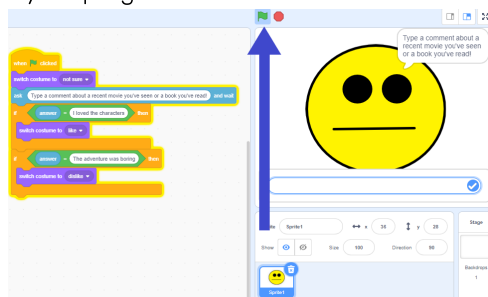 when clicked
switch costume to not sure
ask Type a comment about a recent movie you've seen or a book you've read! and wait
if answer = I loved the characters then
switch costume to like
if answer = The adventure was boring then
switch costume to dislike
Type a comment about a
recent movie you've seen
or a book you've read!
Sprite1 x 36 y 28
Show Size 100 Direction 90
Sprite1
Stage
Backdrops
1